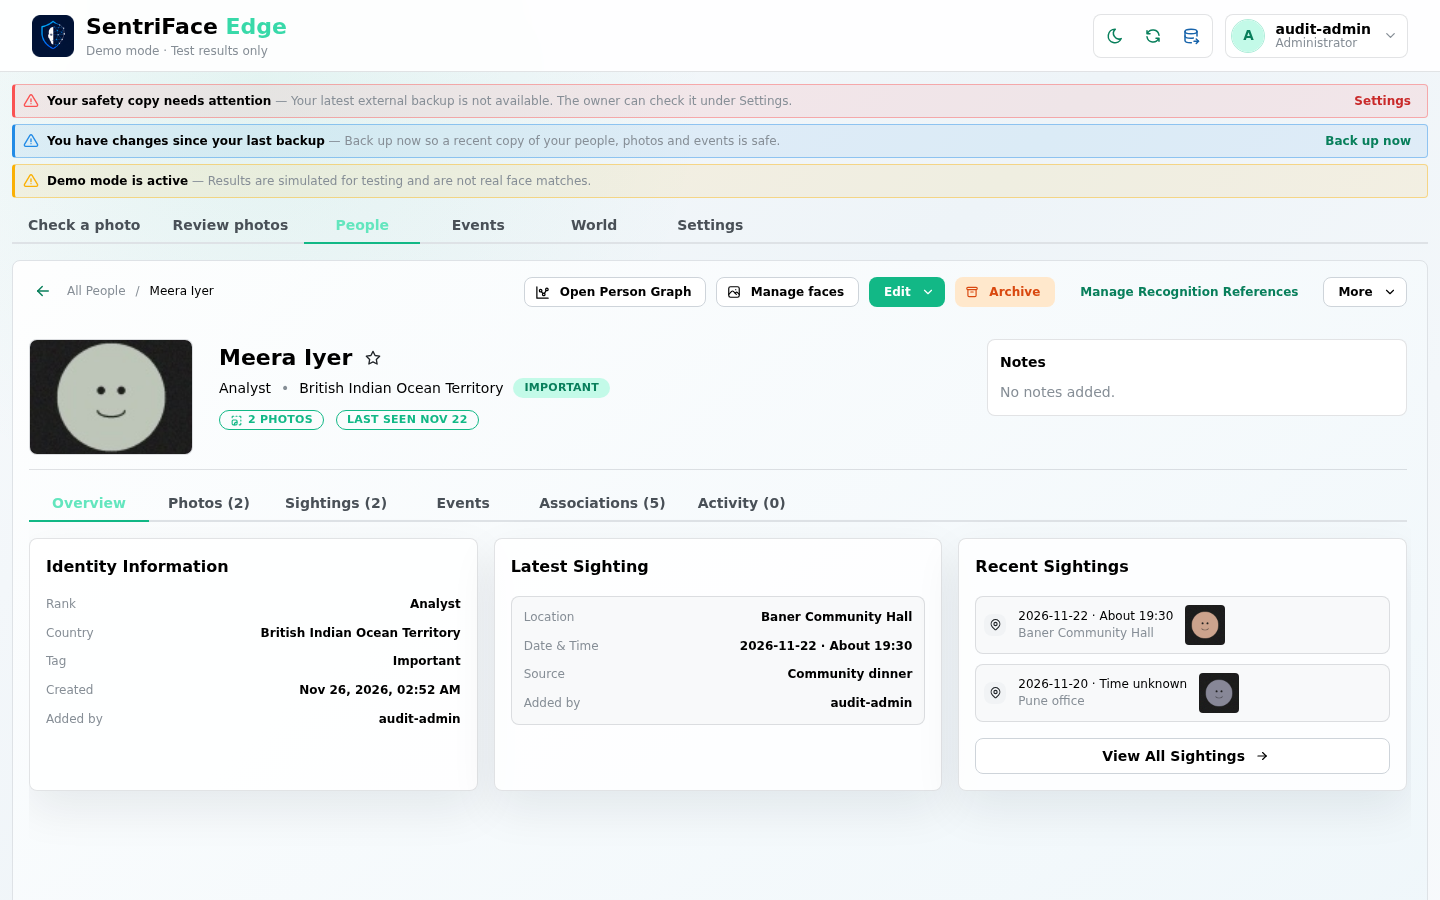 SentriFace Edge
Demo mode · Test results only
A
audit-admin
Administrator
Your safety copy needs attention — Your latest external backup is not available. The owner can check it under Settings.
Settings
You have changes since your last backup — Back up now so a recent copy of your people, photos and events is safe.
Back up now
Demo mode is active — Results are simulated for testing and are not real face matches.
Check a photo
Review photos
People
Events
World
Settings
All People / Meera Iyer
Open Person Graph
Manage faces
Edit
Archive
Manage Recognition References
More
Meera Iyer
Analyst • British Indian Ocean Territory IMPORTANT
2 PHOTOS
LAST SEEN NOV 22
Notes
No notes added.
Overview
Photos (2)
Sightings (2)
Events
Associations (5)
Activity (0)
Identity Information
Rank Analyst
Country British Indian Ocean Territory
Tag Important
Created Nov 26, 2026, 02:52 AM
Added by audit-admin
Latest Sighting
Location Baner Community Hall
Date & Time 2026-11-22 · About 19:30
Source Community dinner
Added by audit-admin
Recent Sightings
2026-11-22 · About 19:30
Baner Community Hall
2026-11-20 · Time unknown
Pune office
View All Sightings